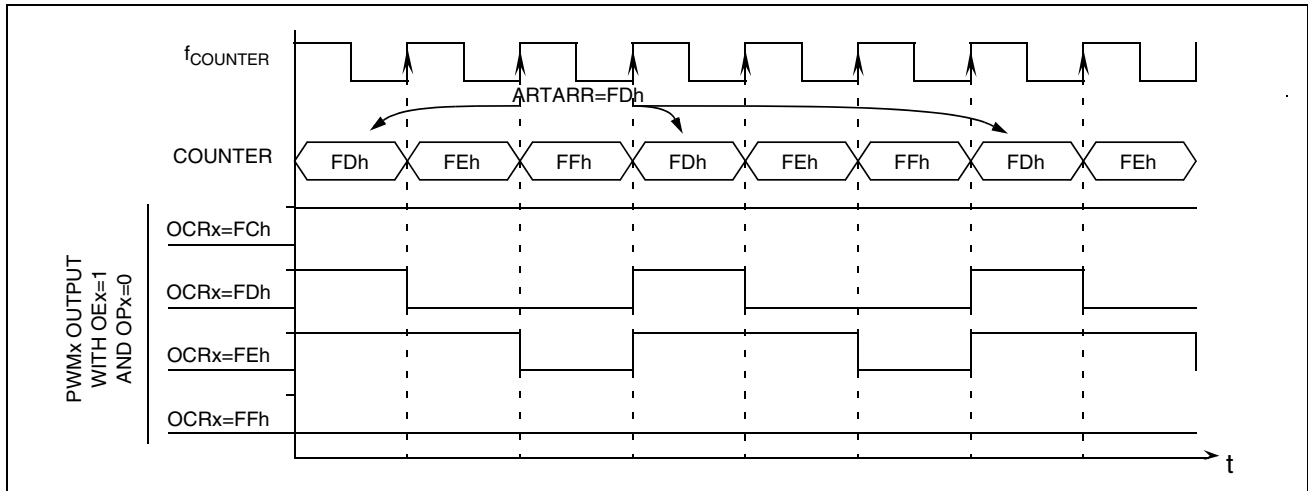 fCOUNTER
ARTARR=FDh
COUNTER
FDh FEh FFh FDh FEh FFh FDh FEh
PWMx OUTPUT
WITH OEx=1
AND OPx=0
OCRx=FCh
OCRx=FDh
OCRx=FEh
OCRx=FFh
t